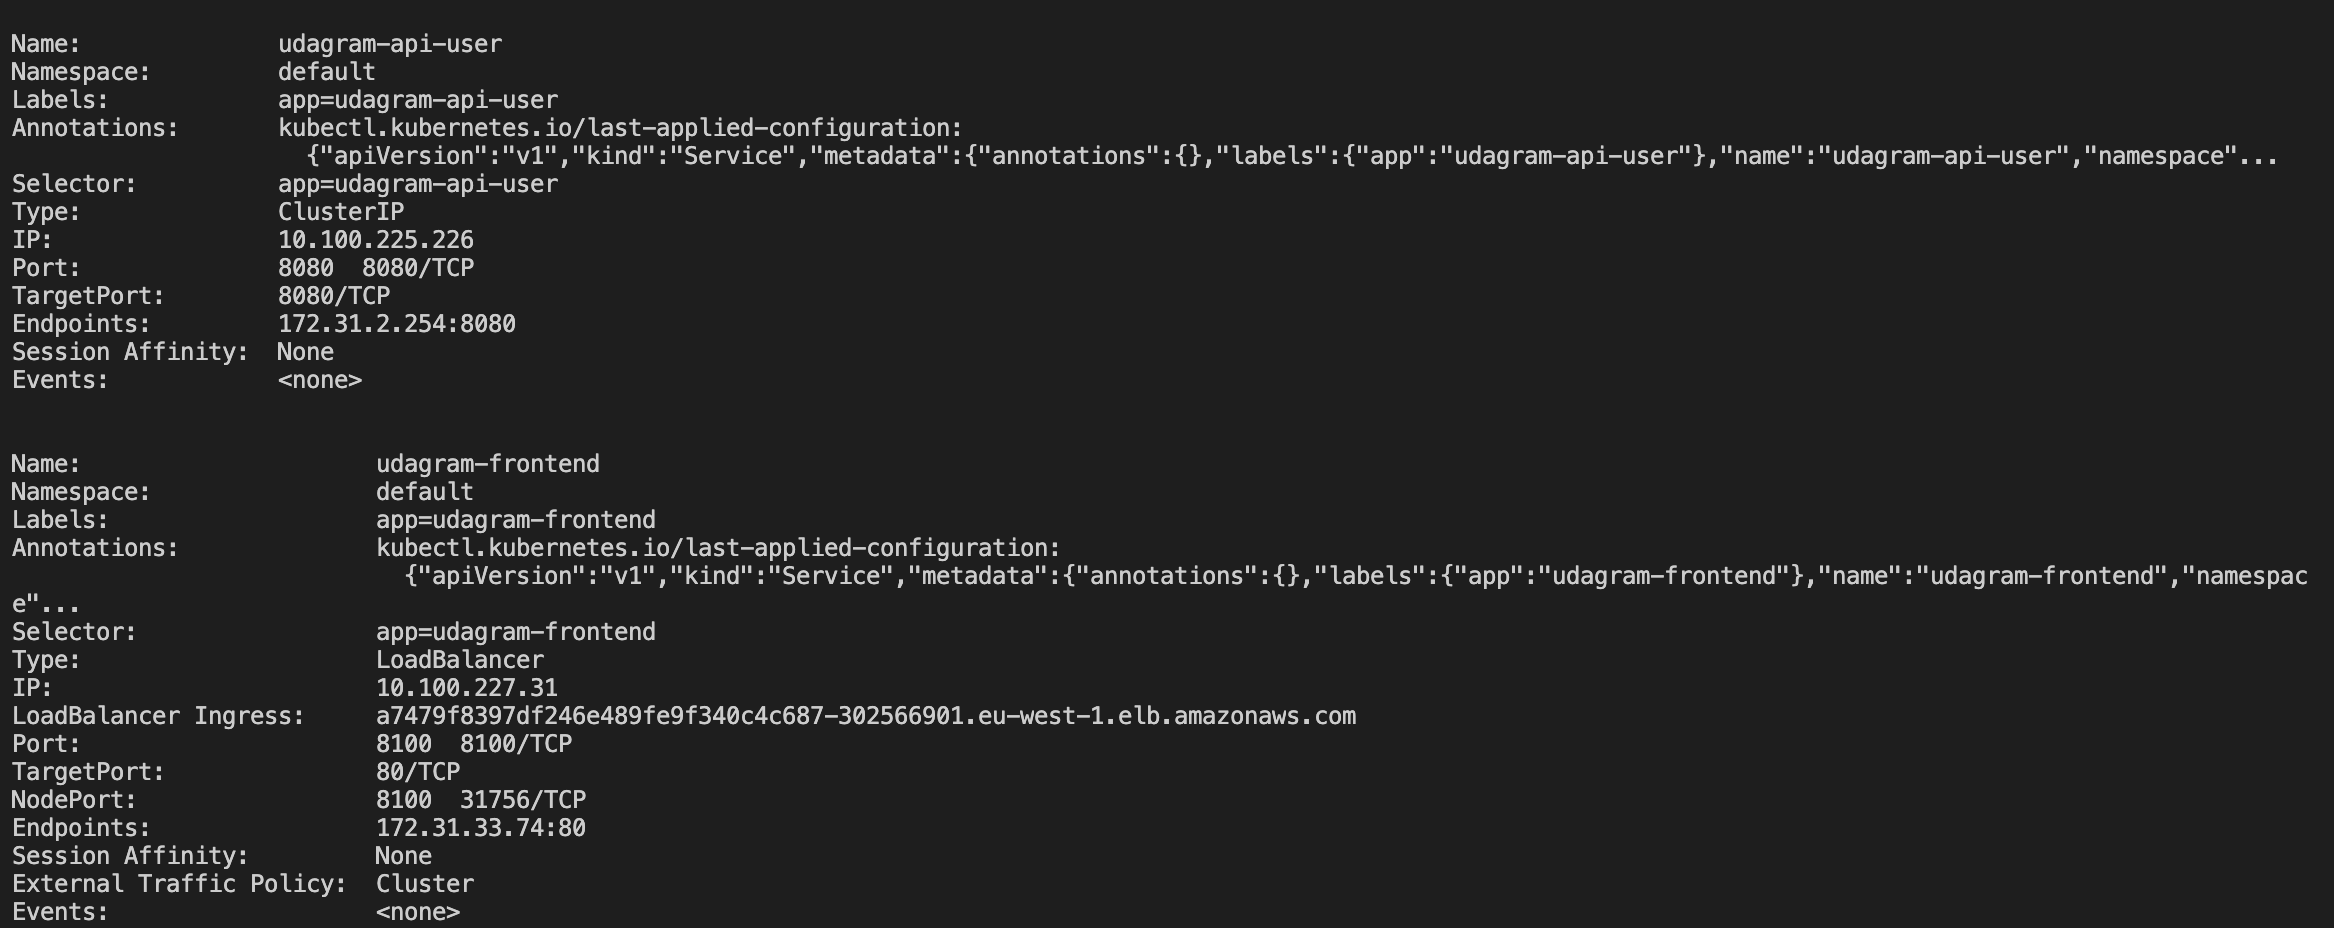 Name:              udagram-api-user
Namespace:         default
Labels:            app=udagram-api-user
Annotations:       kubectl.kubernetes.io/last-applied-configuration:
                     {"apiVersion":"v1","kind":"Service","metadata":{"annotations":{},"labels":{"app":"udagram-api-user"},"name":"udagram-api-user","namespace"...
Selector:          app=udagram-api-user
Type:              ClusterIP
IP:                10.100.225.226
Port:              8080  8080/TCP
TargetPort:        8080/TCP
Endpoints:         172.31.2.254:8080
Session Affinity:  None
Events:            <none>

Name:                     udagram-frontend
Namespace:                default
Labels:                   app=udagram-frontend
Annotations:              kubectl.kubernetes.io/last-applied-configuration:
                            {"apiVersion":"v1","kind":"Service","metadata":{"annotations":{},"labels":{"app":"udagram-frontend"},"name":"udagram-frontend","namespac
e"...
Selector:                 app=udagram-frontend
Type:                     LoadBalancer
IP:                       10.100.227.31
LoadBalancer Ingress:     a7479f8397df246e489fe9f340c4c687-302566901.eu-west-1.elb.amazonaws.com
Port:                     8100  8100/TCP
TargetPort:               80/TCP
NodePort:                 8100  31756/TCP
Endpoints:                172.31.33.74:80
Session Affinity:         None
External Traffic Policy:  Cluster
Events:                   <none>